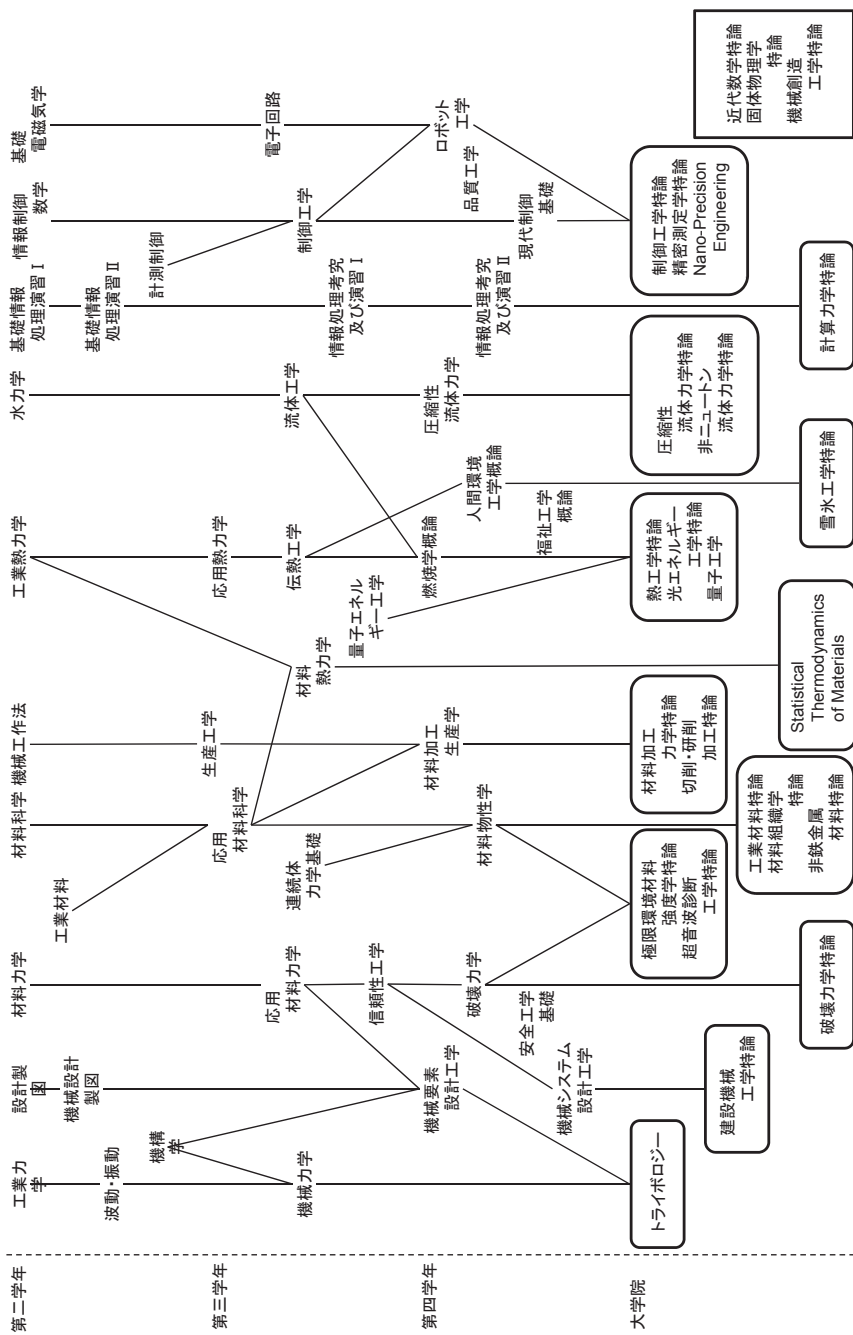 第二学年
第三学年
第四学年
大学院
工業力
学
波動・振動
機構
学
機械力学
トライボロジー
設計製
図
機械設計
製図
機械要素
設計工学
機械システム
設計工学
建設機械
工学特論
材料力学
応用
材料力学
信頼性工学
破壊力学
安全工学
基礎
破壊力学特論
工業材料
連続体
力学基礎
極限環境材料
強度学特論
超音波診断
工学特論
材料科学
応用
材料科学
材料物性学
工業材料特論
材料組織学
特論
非鉄金属
材料特論
機械工作法
生産工学
材料加工
生産学
材料加工
力学特論
切削・研削
加工特論
材料
熱力学
Statistical
Thermodynamics
of Materials
工業熱力学
応用熱力学
伝熱工学
量子エネル
ギー工学
燃焼学概論
福祉工学
概論
熱工学特論
光エネルギー
工学特論
量子工学
人間環境
工学概論
雪氷工学特論
水力学
流体工学
圧縮性
流体力学
圧縮性
流体力学特論
非ニュートン
流体力学特論
基礎情報
処理演習Ⅰ
基礎情報
処理演習Ⅱ
情報処理考究
及び演習Ⅰ
情報処理考究
及び演習Ⅱ
計算力学特論
情報制御
数学
計測制御
制御工学
品質工学
現代制御
基礎
制御工学特論
精密測定学特論
Nano-Precision
Engineering
基礎
電磁気学
電子回路
ロボット
工学
近代数学特論
固体物理学
特論
機械創造
工学特論